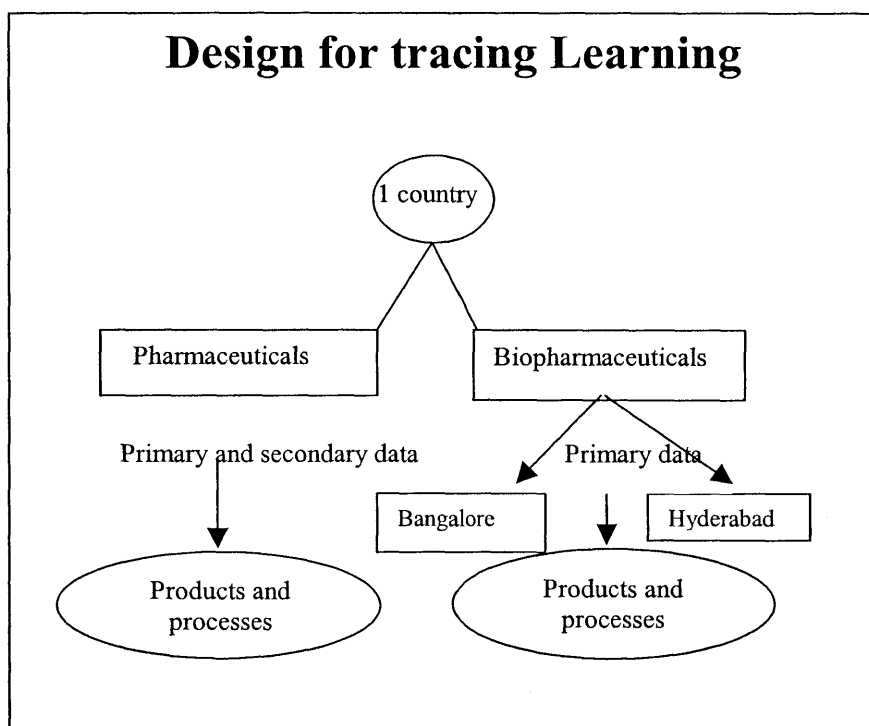 Design for tracing Learning
1 country
Pharmaceuticals
Biopharmaceuticals
Primary and secondary data
Primary data
Bangalore
Hyderabad
Products and
processes
Products and
processes